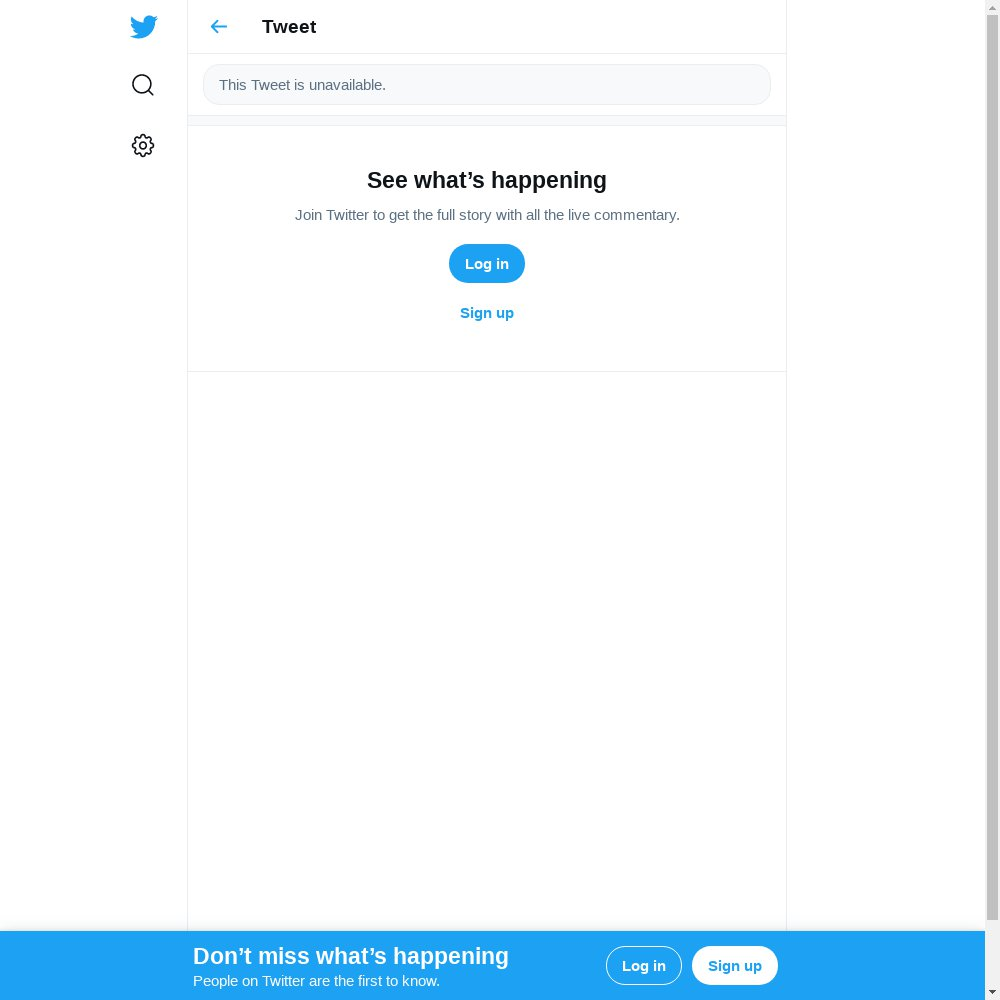 Tweet
This Tweet is unavailable.
See what’s happening
Join Twitter to get the full story with all the live commentary.
Log in
Sign up
Don’t miss what’s happening
People on Twitter are the first to know.
Log in
Sign up